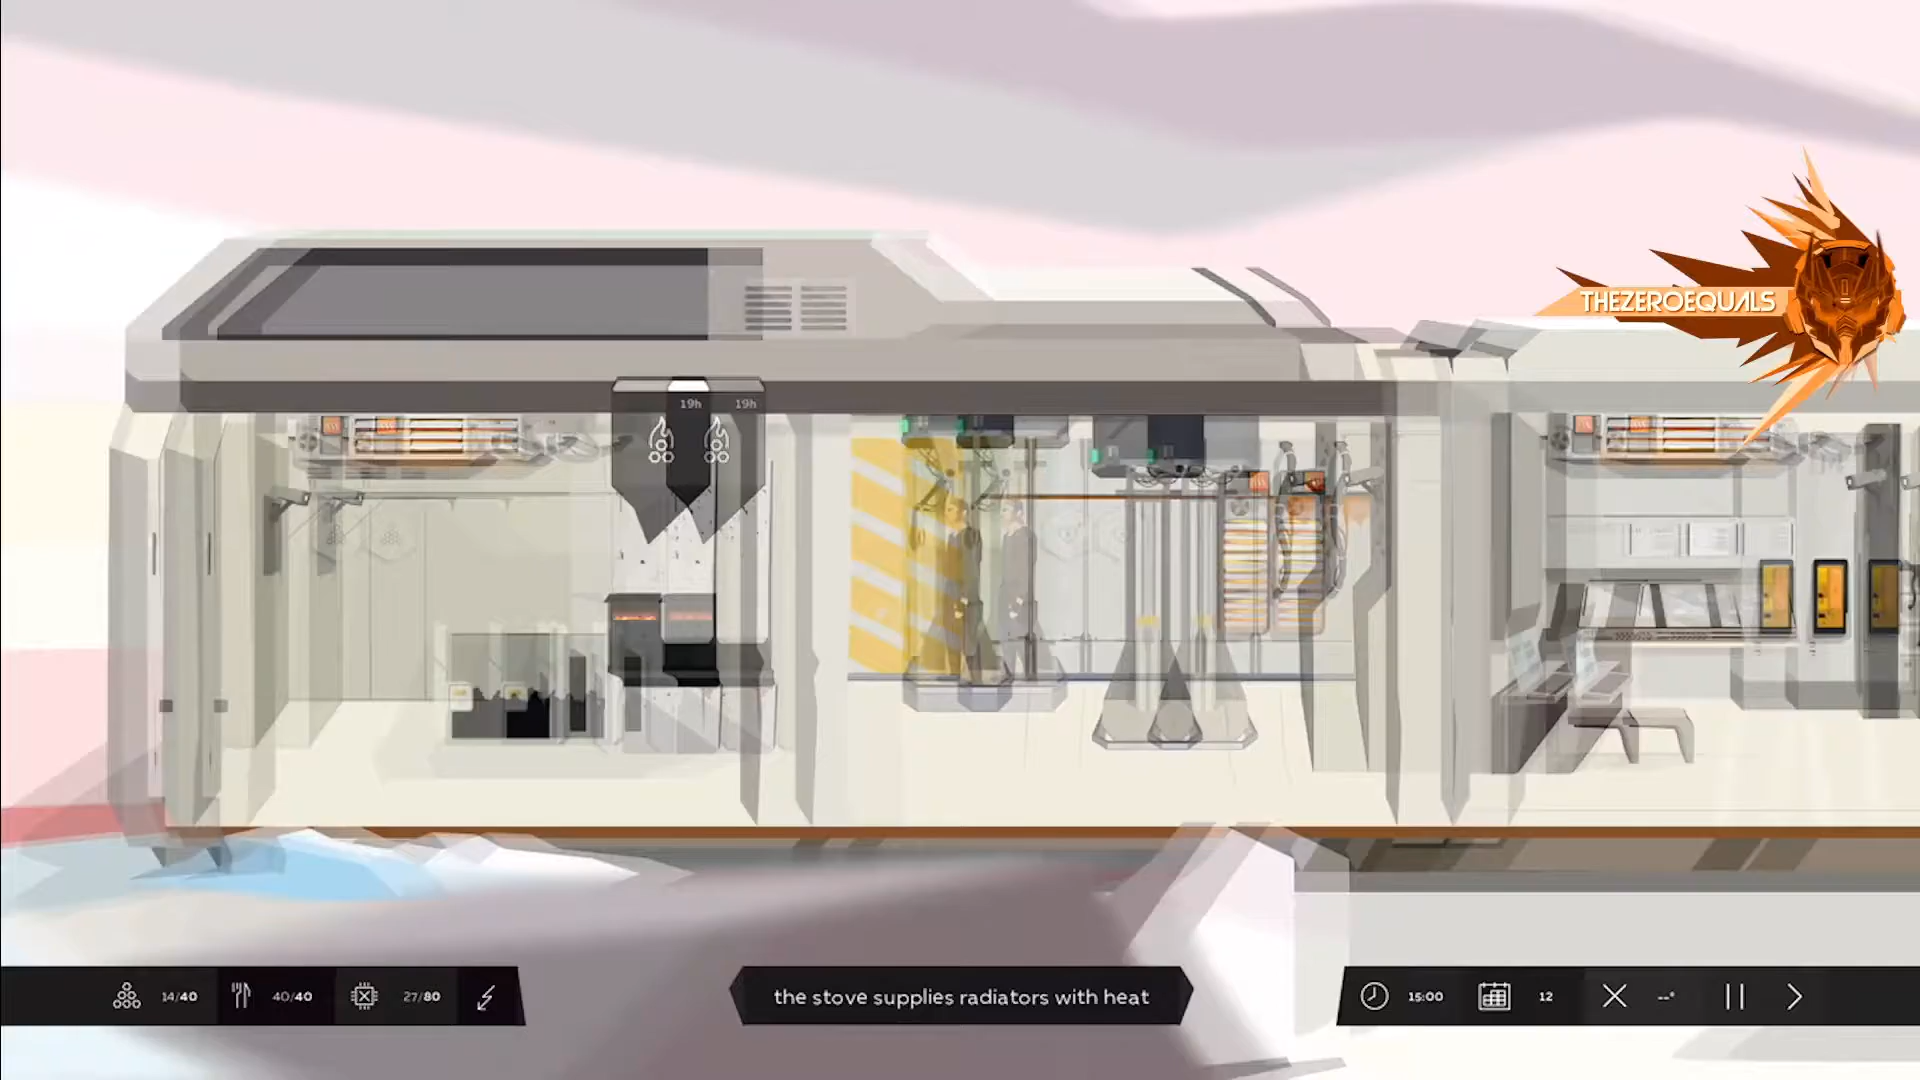 THEZEROEQUALS
19h 19h
14/40 40/40 27/80
the stove supplies radiators with heat
15:00 12 --°